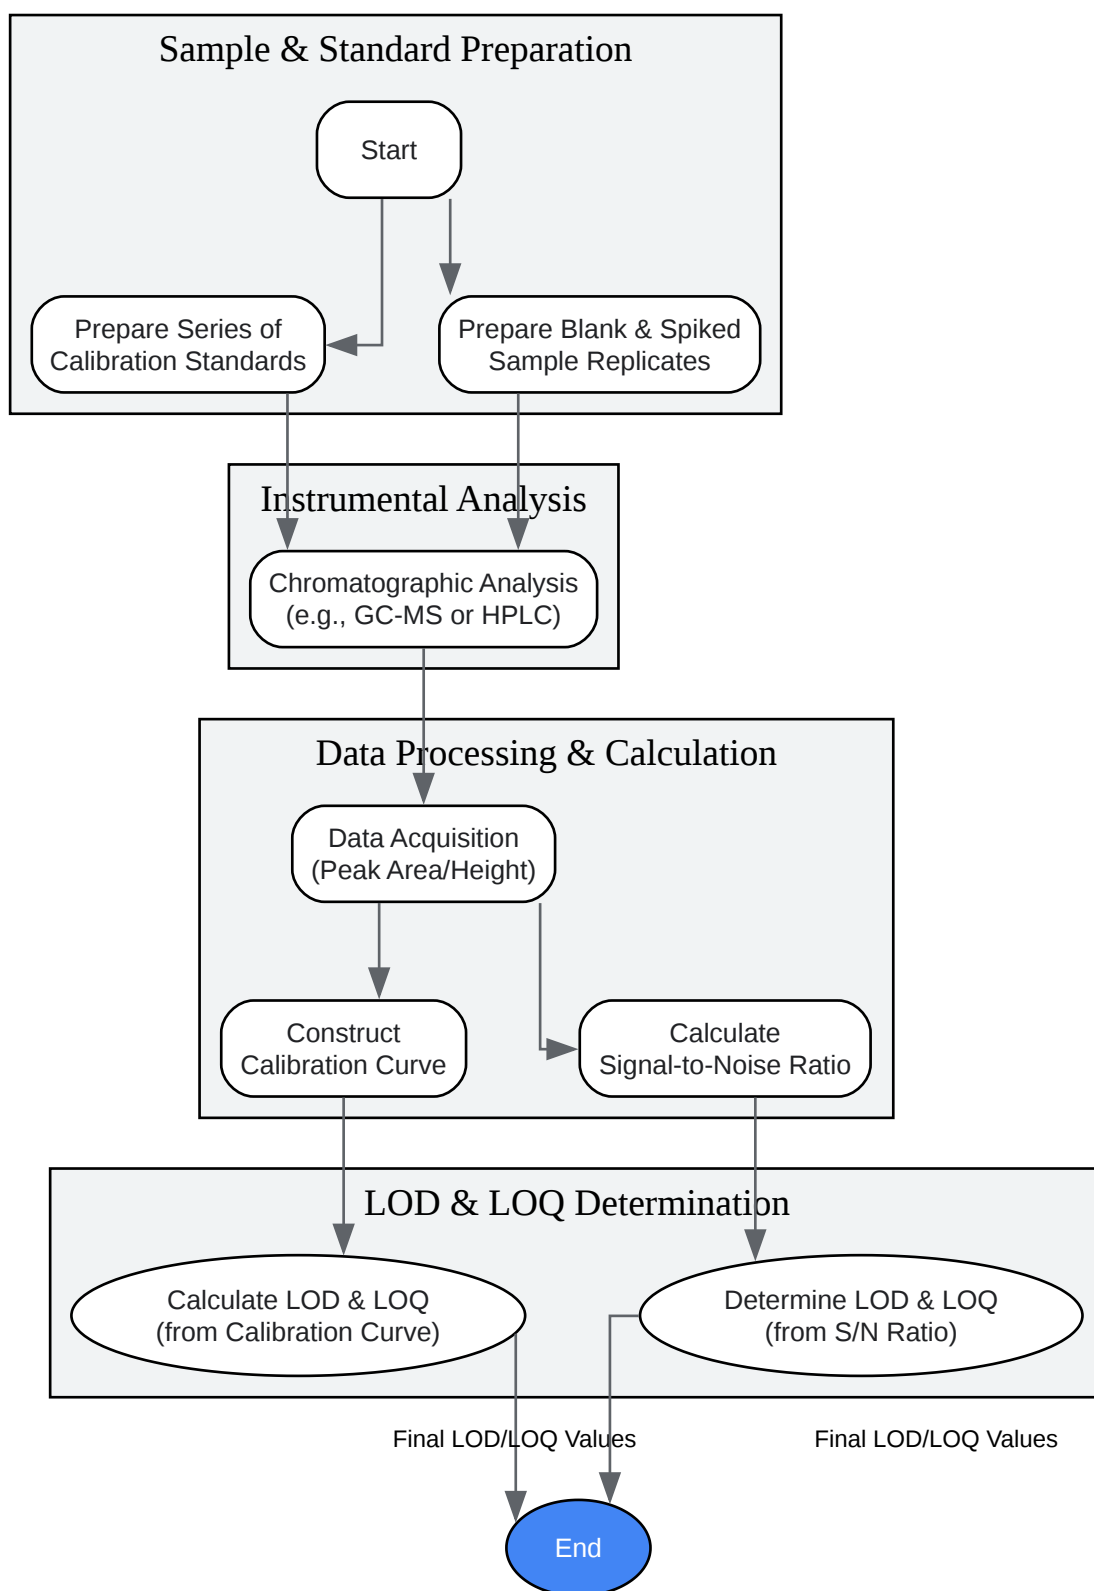 Sample & Standard Preparation
Start
Prepare Series of
Calibration Standards
Prepare Blank & Spiked
Sample Replicates
Instrumental Analysis
Chromatographic Analysis
(e.g., GC-MS or HPLC)
Data Processing & Calculation
Data Acquisition
(Peak Area/Height)
Construct
Calibration Curve
Calculate
Signal-to-Noise Ratio
LOD & LOQ Determination
Calculate LOD & LOQ
(from Calibration Curve)
Determine LOD & LOQ
(from S/N Ratio)
Final LOD/LOQ Values
Final LOD/LOQ Values
End